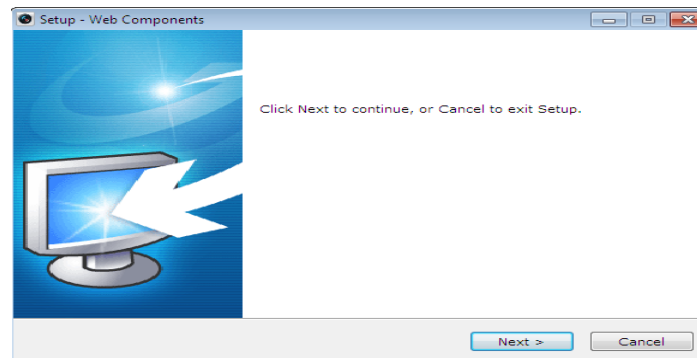 Setup - Web Components
Click Next to continue, or Cancel to exit Setup.
Next >
Cancel